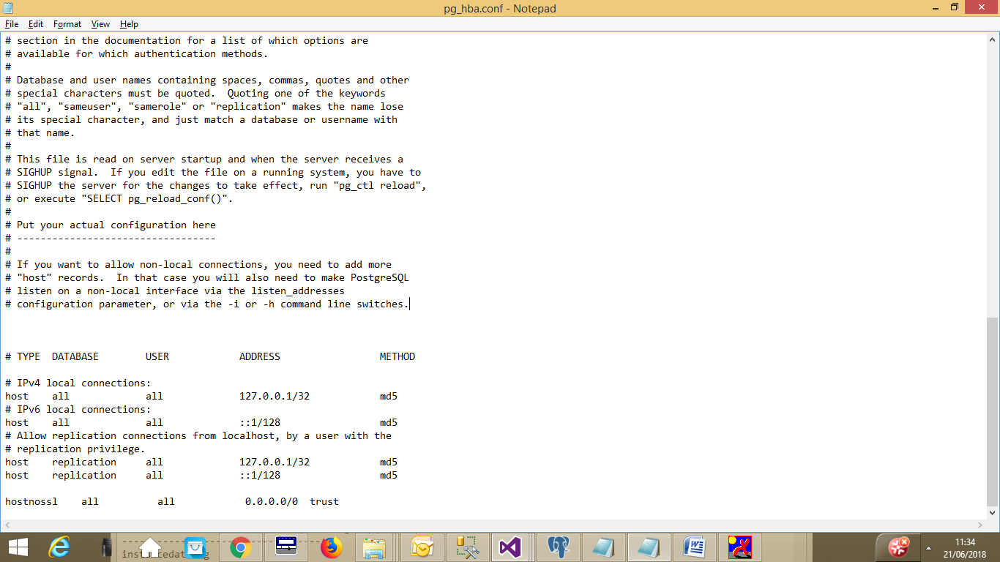 pg_hba.conf - Notepad
File Edit Format View Help
# section in the documentation for a list of which options are
# available for which authentication methods.
#
# Database and user names containing spaces, commas, quotes and other
# special characters must be quoted.  Quoting one of the keywords
# "all", "sameuser", "samerole" or "replication" makes the name lose
# its special character, and just match a database or username with
# that name.
#
# This file is read on server startup and when the server receives a
# SIGHUP signal.  If you edit the file on a running system, you have to
# SIGHUP the server for the changes to take effect, run "pg_ctl reload",
# or execute "SELECT pg_reload_conf()".
#
# Put your actual configuration here
# ----------------------------------
#
# If you want to allow non-local connections, you need to add more
# "host" records.  In that case you will also need to make PostgreSQL
# listen on a non-local interface via the listen_addresses
# configuration parameter, or via the -i or -h command line switches.
# TYPE  DATABASE        USER            ADDRESS                 METHOD
# IPv4 local connections:
host    all             all             127.0.0.1/32            md5
# IPv6 local connections:
host    all             all             ::1/128                 md5
# Allow replication connections from localhost, by a user with the
# replication privilege.
host    replication     all             127.0.0.1/32            md5
host    replication     all             ::1/128                 md5
hostnossl    all          all            0.0.0.0/0  trust
11:34
21/06/2018